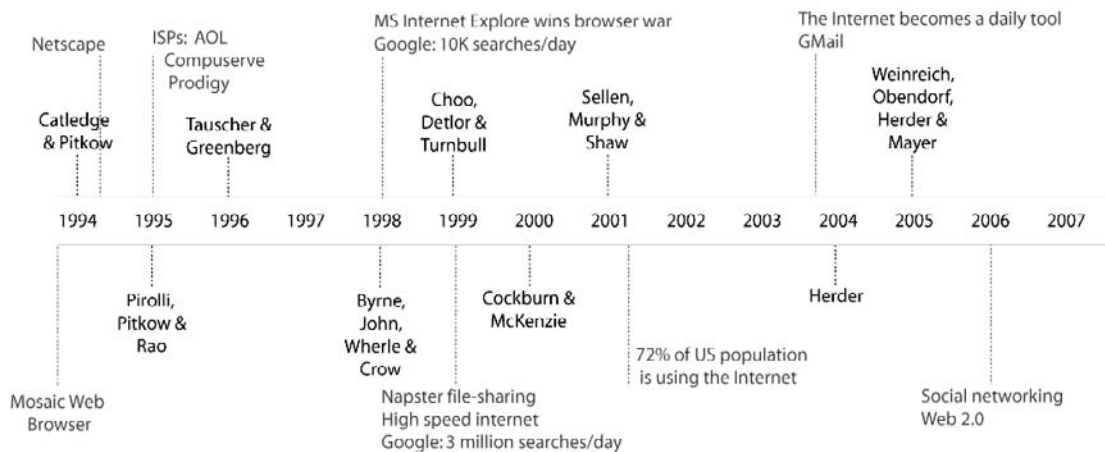 MS Internet Explore wins browser war
Google: 10K searches/day
The Internet becomes a daily tool
GMail
Netscape
ISPs: AOL
Compuserve
Prodigy
Catledge
& Pitkow
Tauscher &
Greenberg
Choo,
Detlor &
Turnbull
Sellen,
Murphy &
Shaw
Weinreich,
Obendorf,
Herder &
Mayer
1994 1995 1996 1997 1998 1999 2000 2001 2002 2003 2004 2005 2006 2007
Pirolli,
Pitkow &
Rao
Byrne,
John,
Wherle &
Crow
Cockburn &
McKenzie
Herder
72% of US population
is using the Internet
Mosaic Web
Browser
Napster file-sharing
High speed internet
Google: 3 million searches/day
Social networking
Web 2.0